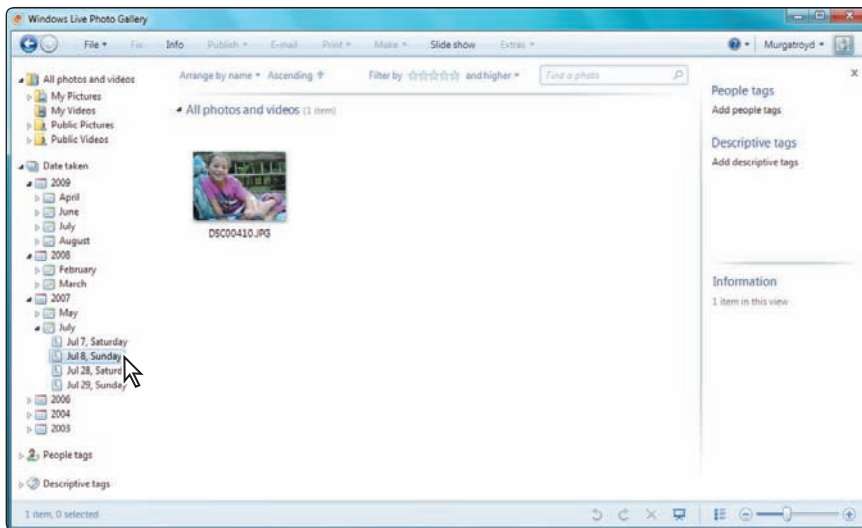 Windows Live Photo Gallery
File Fix Info Publish E-mail Print Make Slide show Extras Murgatroyd
All photos and videos
My Pictures
My Videos
Public Pictures
Public Videos
Date taken
2009
April
June
July
August
2008
February
March
2007
May
July
Jul 7, Saturday
Jul 8, Sunday
Jul 28, Saturd
Jul 29, Sunday
2006
2004
2003
People tags
Descriptive tags
Arrange by name Ascending Filter by and higher Find a photo
All photos and videos (1 item)
DSC00410.JPG
People tags
Add people tags
Descriptive tags
Add descriptive tags
Information
1 item in this view
1 item, 0 selected